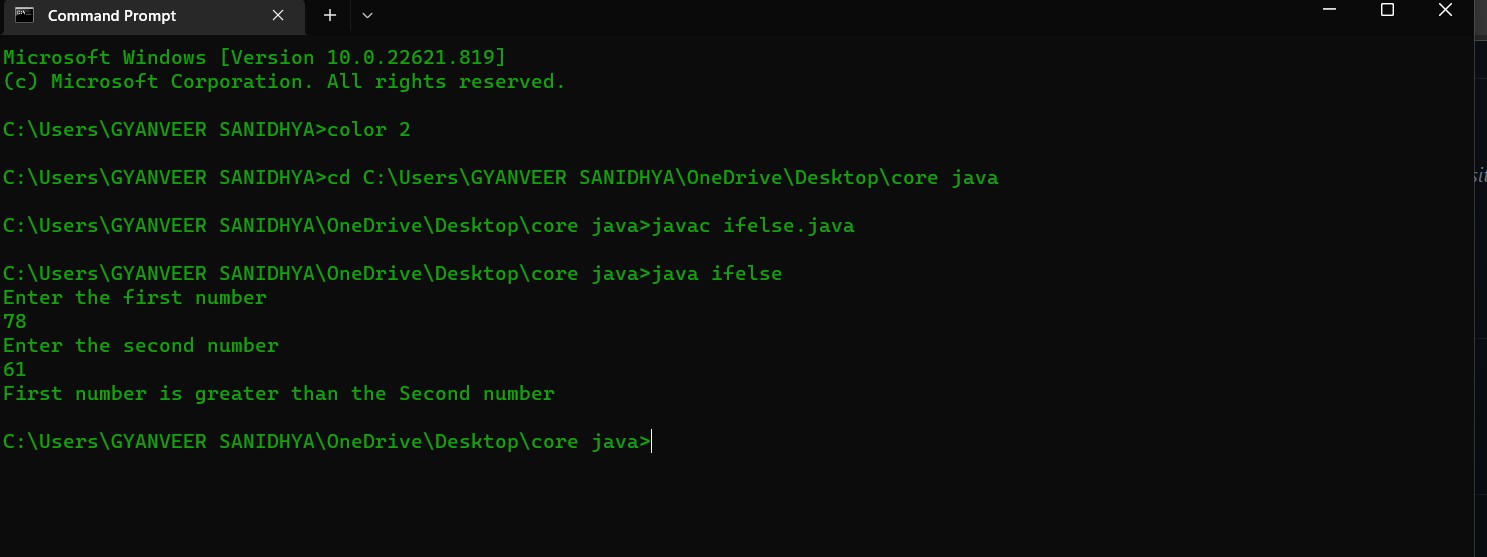 Command Prompt
Microsoft Windows [Version 10.0.22621.819]
(c) Microsoft Corporation. All rights reserved.
C:\Users\GYANVEER SANIDHYA>color 2
C:\Users\GYANVEER SANIDHYA>cd C:\Users\GYANVEER SANIDHYA\OneDrive\Desktop\core java
C:\Users\GYANVEER SANIDHYA\OneDrive\Desktop\core java>javac ifelse.java
C:\Users\GYANVEER SANIDHYA\OneDrive\Desktop\core java>java ifelse
Enter the first number
78
Enter the second number
61
First number is greater than the Second number
C:\Users\GYANVEER SANIDHYA\OneDrive\Desktop\core java>